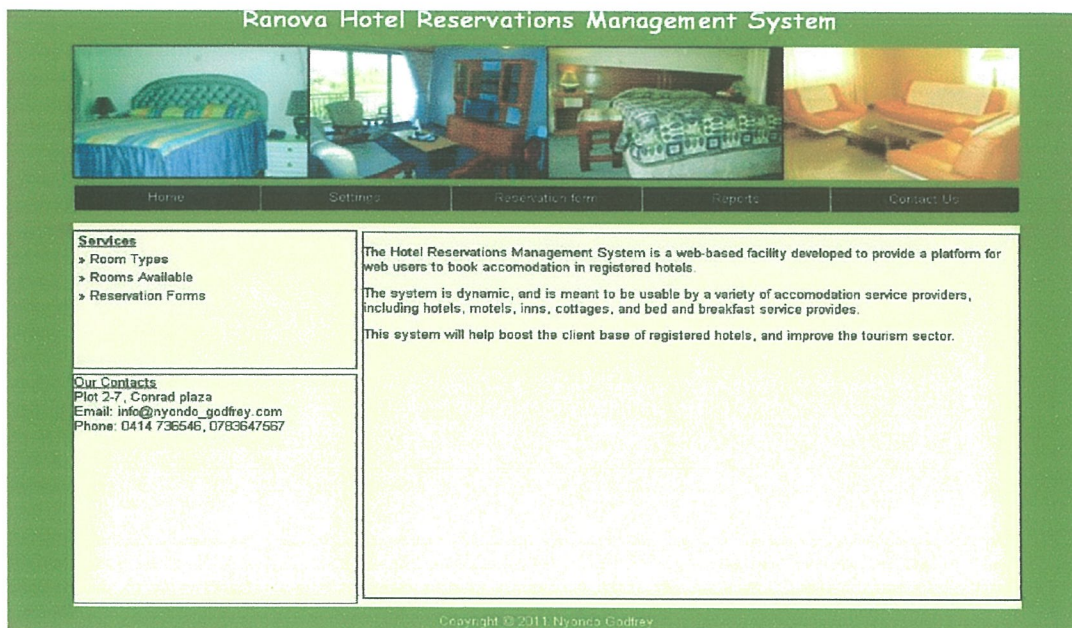 Ranova Hotel Reservations Management System
Home Settings Reservation form Reports Contact Us
Services
» Room Types
» Rooms Available
» Reservation Forms
Our Contacts
Plot 2-7, Conrad plaza
Email: info@nyondo_godfrey.com
Phone: 0414 736546, 0783647567
The Hotel Reservations Management System is a web-based facility developed to provide a platform for
web users to book accomodation in registered hotels.
The system is dynamic, and is meant to be usable by a variety of accomodation service providers,
including hotels, motels, inns, cottages, and bed and breakfast service provides.
This system will help boost the client base of registered hotels, and improve the tourism sector.
Copyright © 2011 Nyondo Godfrey